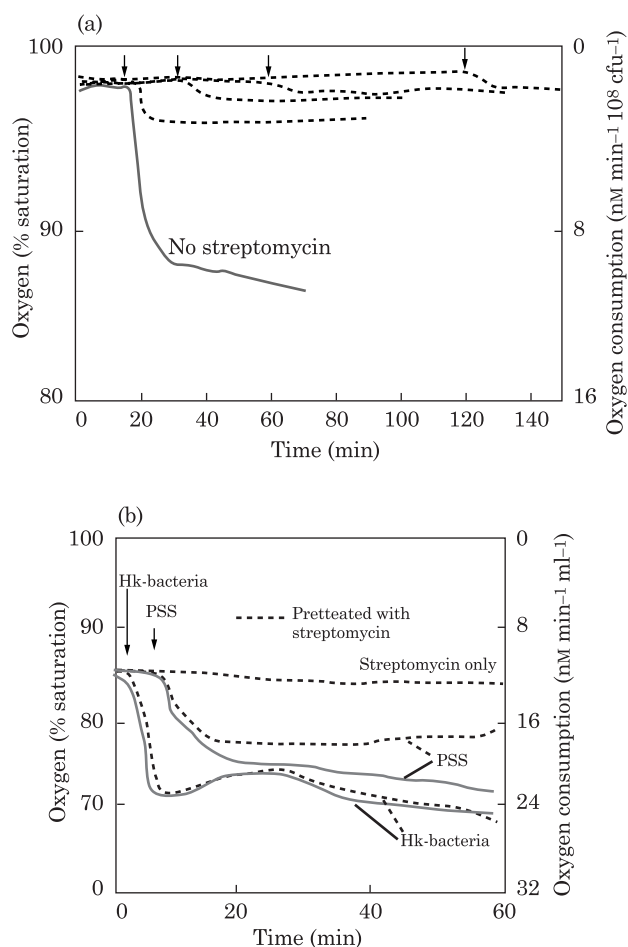 (a)
100
90
80
Oxygen (% saturation)
No streptomycin
0
8
16
Oxygen consumption (nM min–1 10⁸ cfu–1)
0 20 40 60 80 100 120 140
Time (min)
(b)
100
90
80
70
0
Oxygen (% saturation)
Hk-bacteria
PSS
Pretteated with
streptomycin
Streptomycin only
PSS
Hk-bacteria
0
8
16
24
32
Oxygen consumption (nM min–1 ml–1)
0 20 40 60
Time (min)